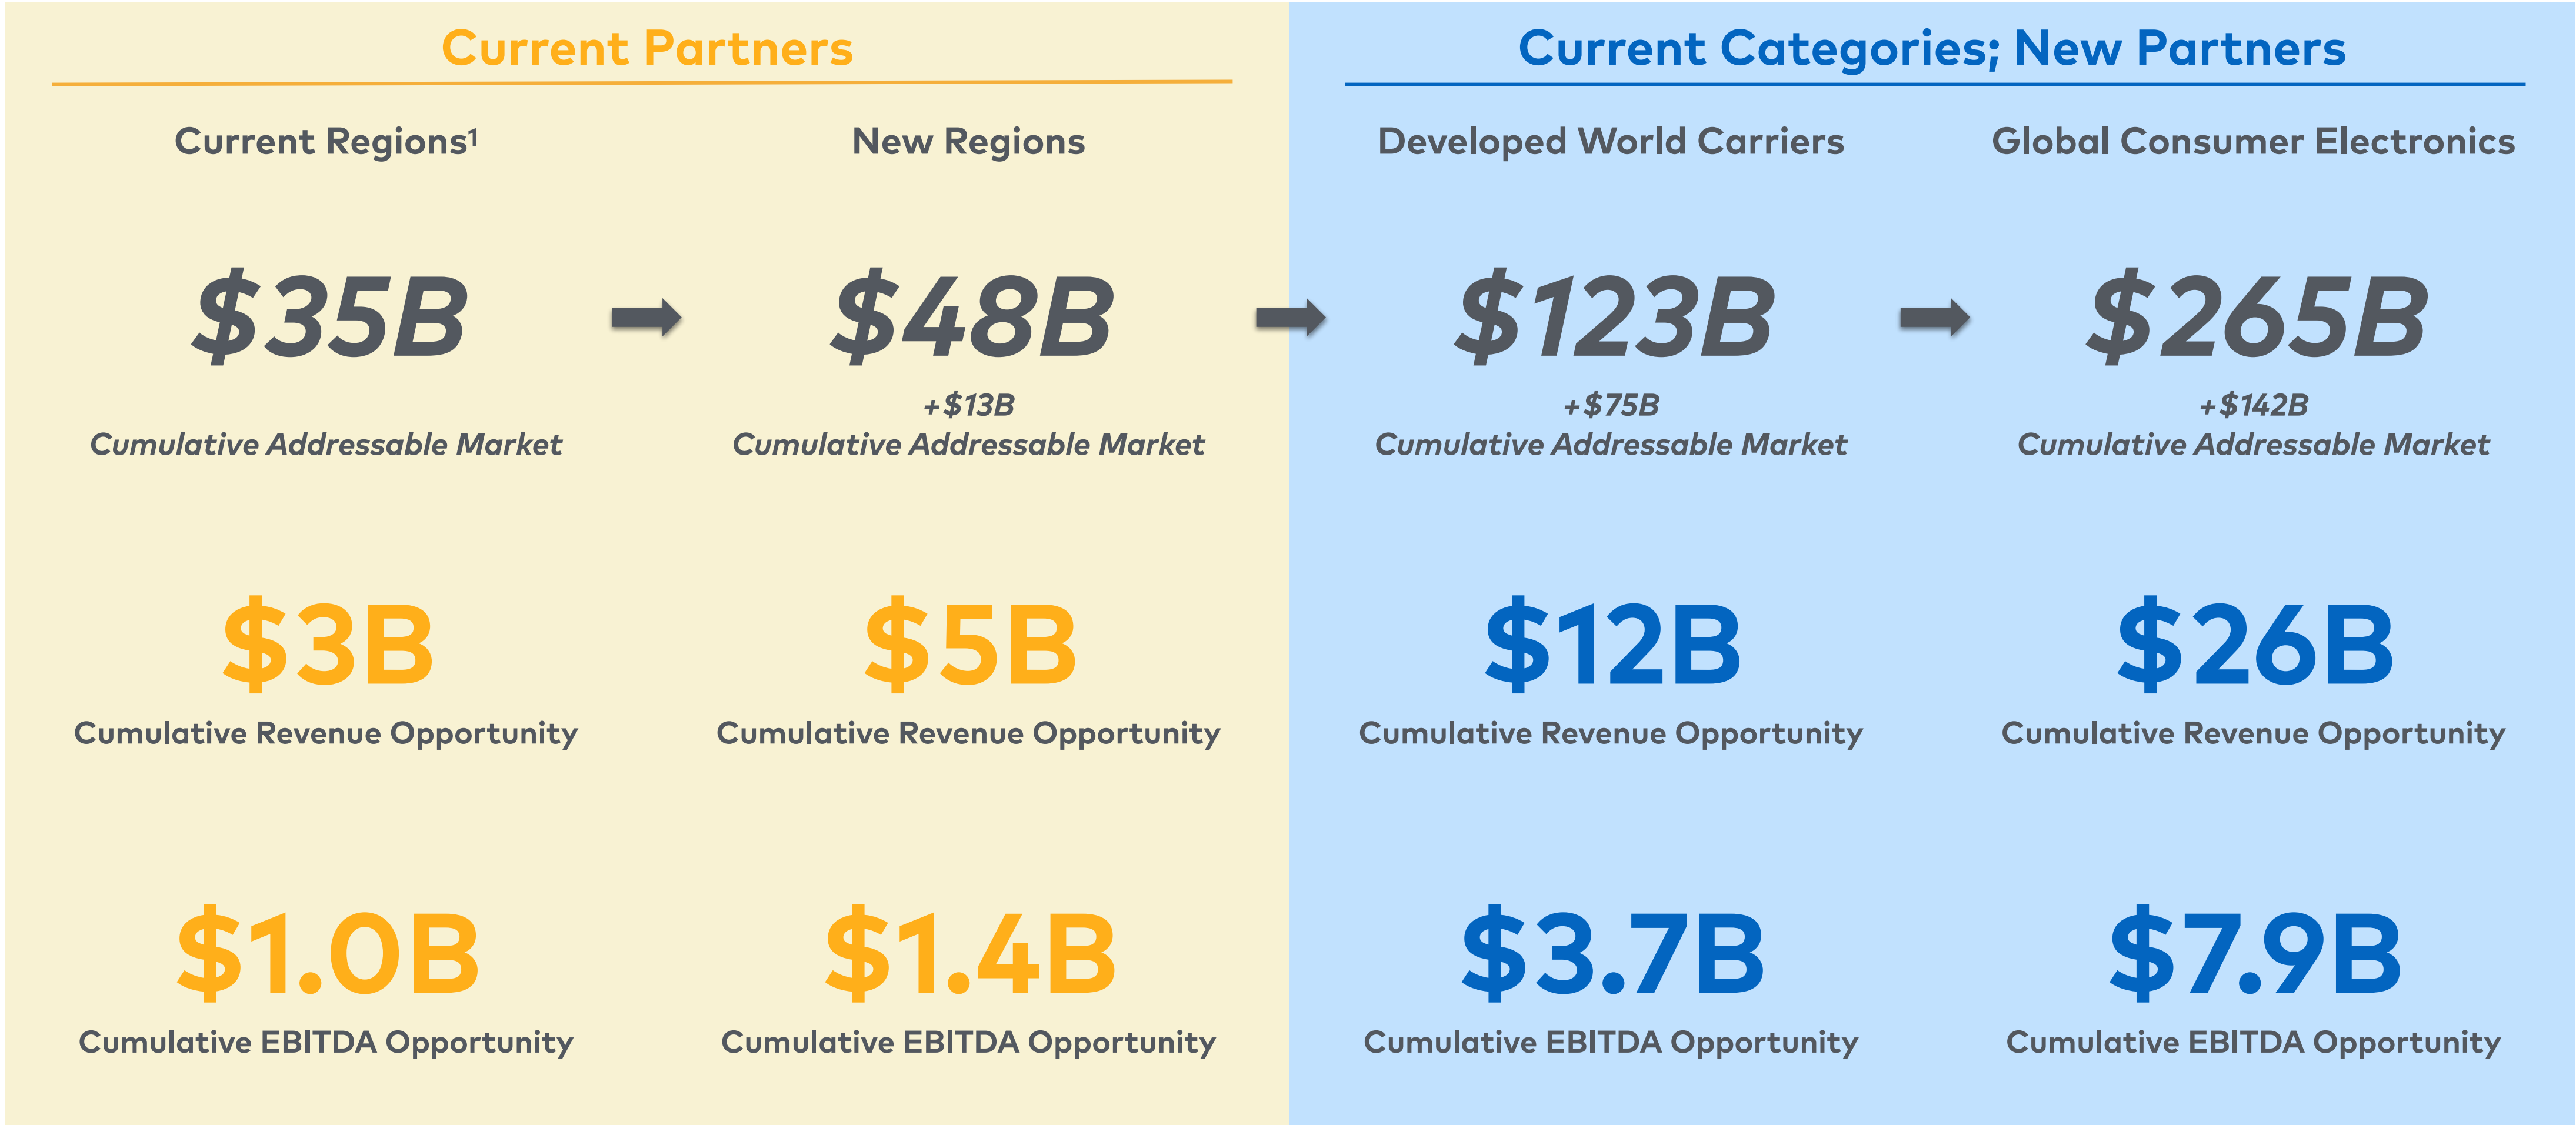 Current Partners
Current Categories; New Partners
Current Regions¹
New Regions
Developed World Carriers
Global Consumer Electronics
$35B
$48B
$123B
$265B
+$13B
+$75B
+$142B
Cumulative Addressable Market
Cumulative Addressable Market
Cumulative Addressable Market
Cumulative Addressable Market
$3B
$5B
$12B
$26B
Cumulative Revenue Opportunity
Cumulative Revenue Opportunity
Cumulative Revenue Opportunity
Cumulative Revenue Opportunity
$1.0B
$1.4B
$3.7B
$7.9B
Cumulative EBITDA Opportunity
Cumulative EBITDA Opportunity
Cumulative EBITDA Opportunity
Cumulative EBITDA Opportunity